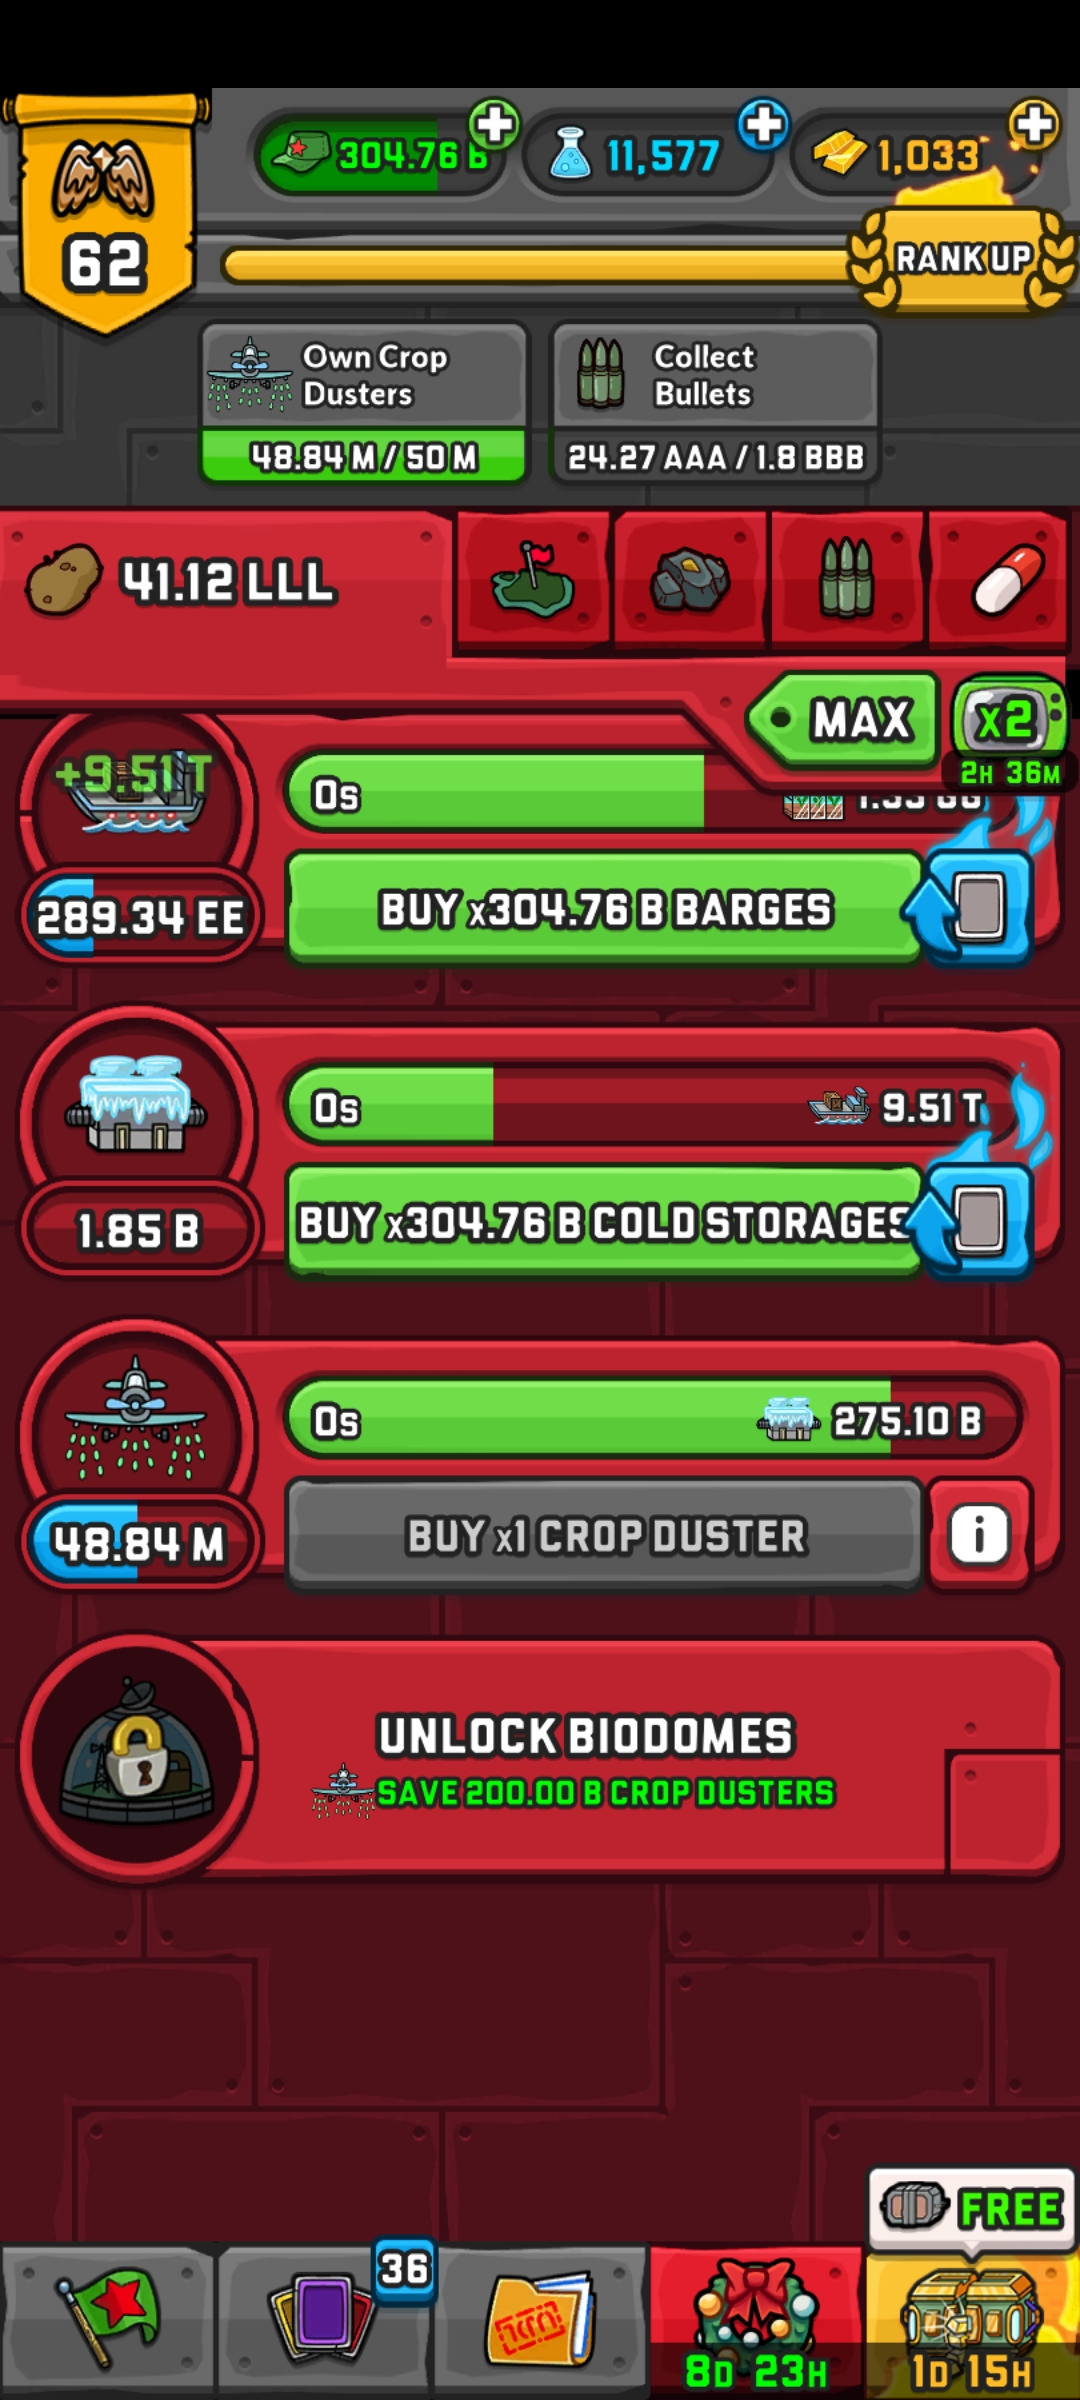 304.76 B
11,577
1,033
62
RANK UP
Own Crop
Dusters
48.84 M / 50 M
Collect
Bullets
24.27 AAA / 1.8 BBB
41.12 LLL
MAX
x2
2H 36M
+9.51 T
0s
289.34 EE
BUY x304.76 B BARGES
0s
9.51 T
1.85 B
BUY x304.76 B COLD STORAGES
0s
275.10 B
48.84 M
BUY x1 CROP DUSTER
i
UNLOCK BIODOMES
SAVE 200.00 B CROP DUSTERS
FREE
36
8D 23H
1D 15H